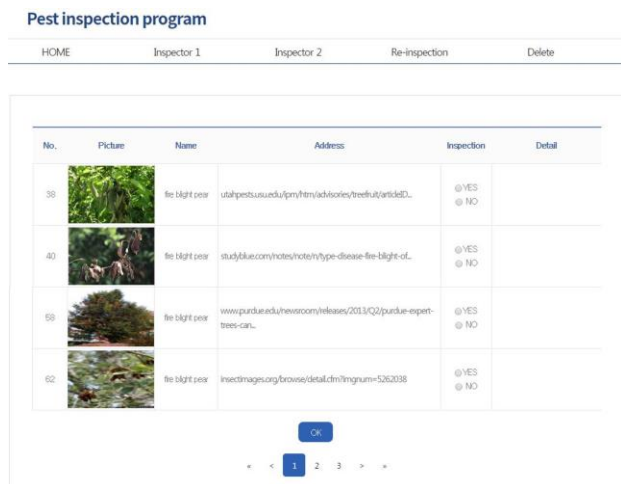 Pest inspection program
HOME Inspector 1 Inspector 2 Re-inspection Delete
No. Picture Name Address Inspection Detail
38 fire blight pear utahpests.usu.edu/ipm/htm/advisories/treefruit/articleID... YES
NO
40 fire blight pear studyblue.com/notes/note/n/type-disease-fire-blight-of... YES
NO
58 fire blight pear www.purdue.edu/newsroom/releases/2013/Q2/purdue-expert-
trees-can... YES
NO
62 fire blight pear insectimages.org/browse/detail.cfm?imgnum=5262038 YES
NO
OK
« < 1 2 3 > »